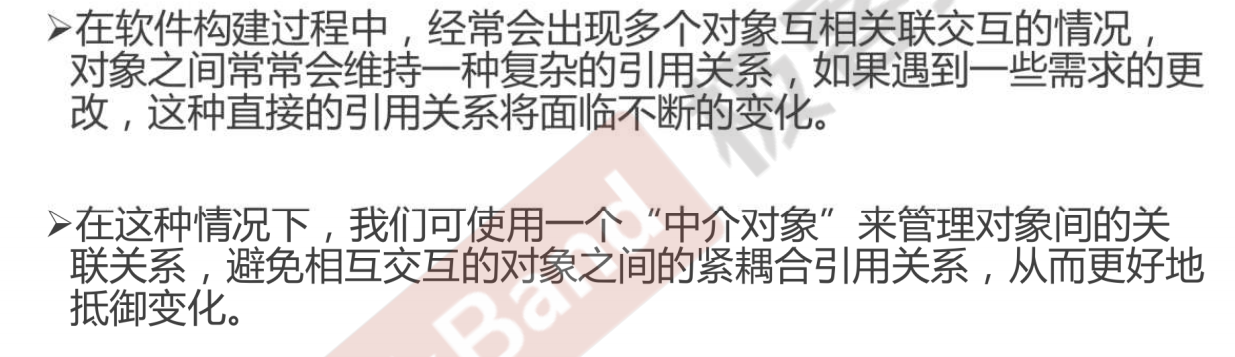 ➢在软件构建过程中，经常会出现多个对象互相关联交互的情况，
对象之间常常会维持一种复杂的引用关系，如果遇到一些需求的更
改，这种直接的引用关系将面临不断的变化。
➢在这种情况下，我们可使用一个“中介对象”来管理对象间的关
联关系，避免相互交互的对象之间的紧耦合引用关系，从而更好地
抵御变化。
Band